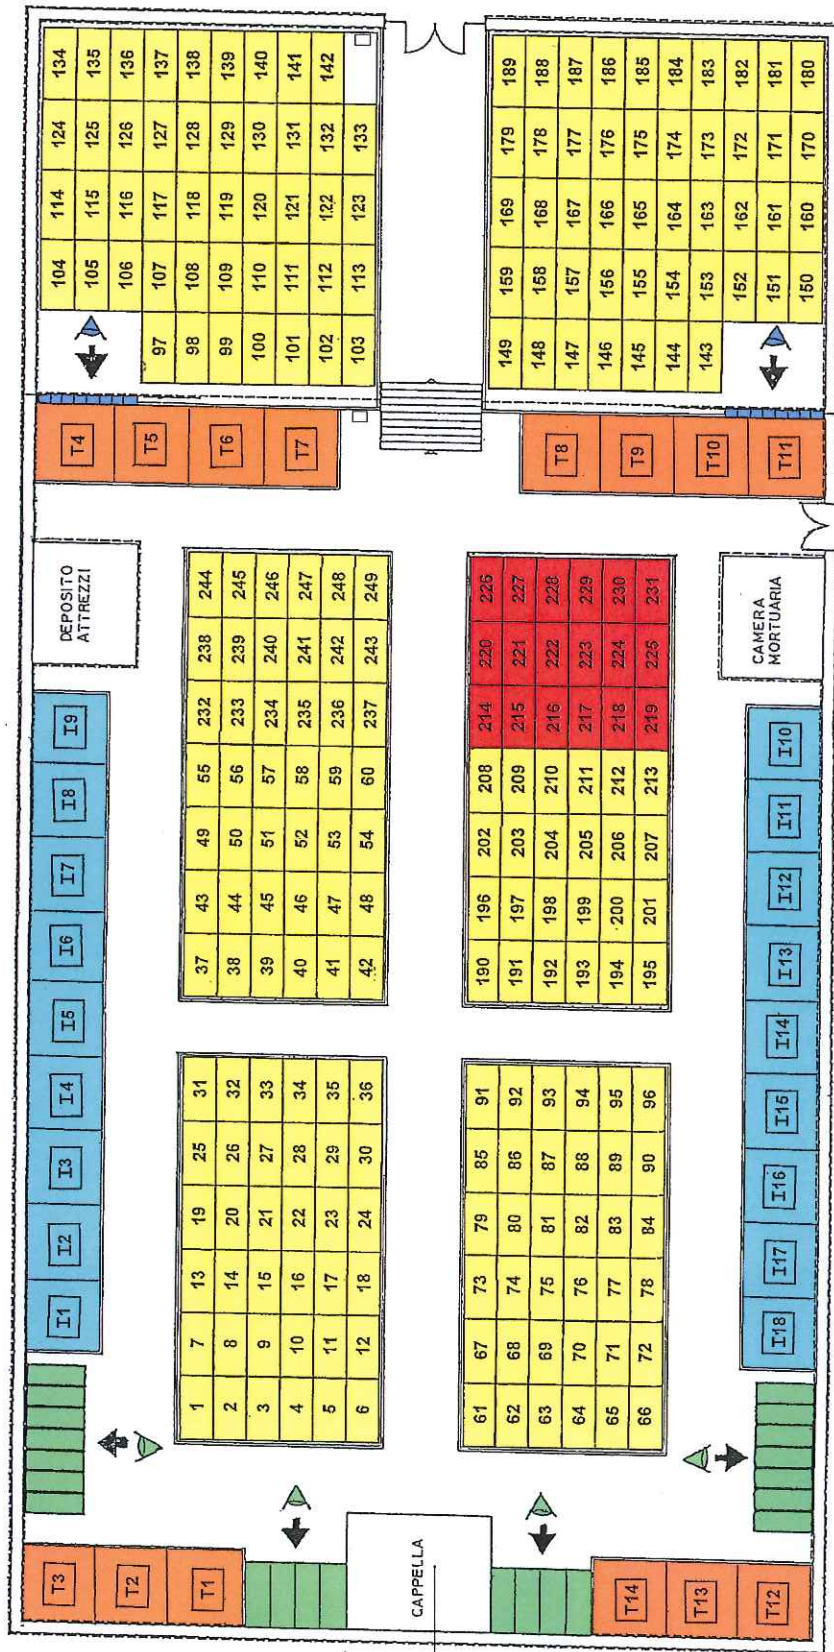 T3
T2
T1
I1 I2 I3 I4 I5 I6 I7 I8 I9
DEPOSITO
ATTREZZI
T4
T5
T6
T7
104 114 124 134
105 115 125 135
106 116 126 136
97 107 117 127 137
98 108 118 128 138
99 109 119 129 139
100 110 120 130 140
101 111 121 131 141
102 112 122 132 142
103 113 123 133
1 7 13 19 25 31
2 8 14 20 26 32
3 9 15 21 27 33
4 10 16 22 28 34
5 11 17 23 29 35
6 12 18 24 30 36
37 43 49 55 232 238 244
38 44 50 56 233 239 245
39 45 51 57 234 240 246
40 46 52 58 235 241 247
41 47 53 59 236 242 248
42 48 54 60 237 243 249
CAPPELLA
61 67 73 79 85 91
62 68 74 80 86 92
63 69 75 81 87 93
64 70 76 82 88 94
65 71 77 83 89 95
66 72 78 84 90 96
190 196 202 208 214 220 226
191 197 203 209 215 221 227
192 198 204 210 216 222 228
193 199 205 211 217 223 229
194 200 206 212 218 224 230
195 201 207 213 219 225 231
T8
T9
T10
T11
149 159 169 179 189
148 158 168 178 188
147 157 167 177 187
146 156 166 176 186
145 155 165 175 185
144 154 164 174 184
143 153 163 173 183
152 162 172 182
151 161 171 181
150 160 170 180
T14
T13
T12
I18 I17 I16 I15 I14 I13 I12 I11 I10
CAMERA
MORTUARIA